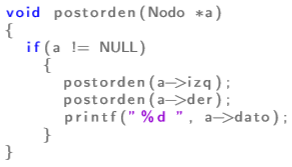 void postorden(Nodo *a)
{
if(a != NULL)
{
postorden(a->izq);
postorden(a->der);
printf("%d ", a->dato);
}
}